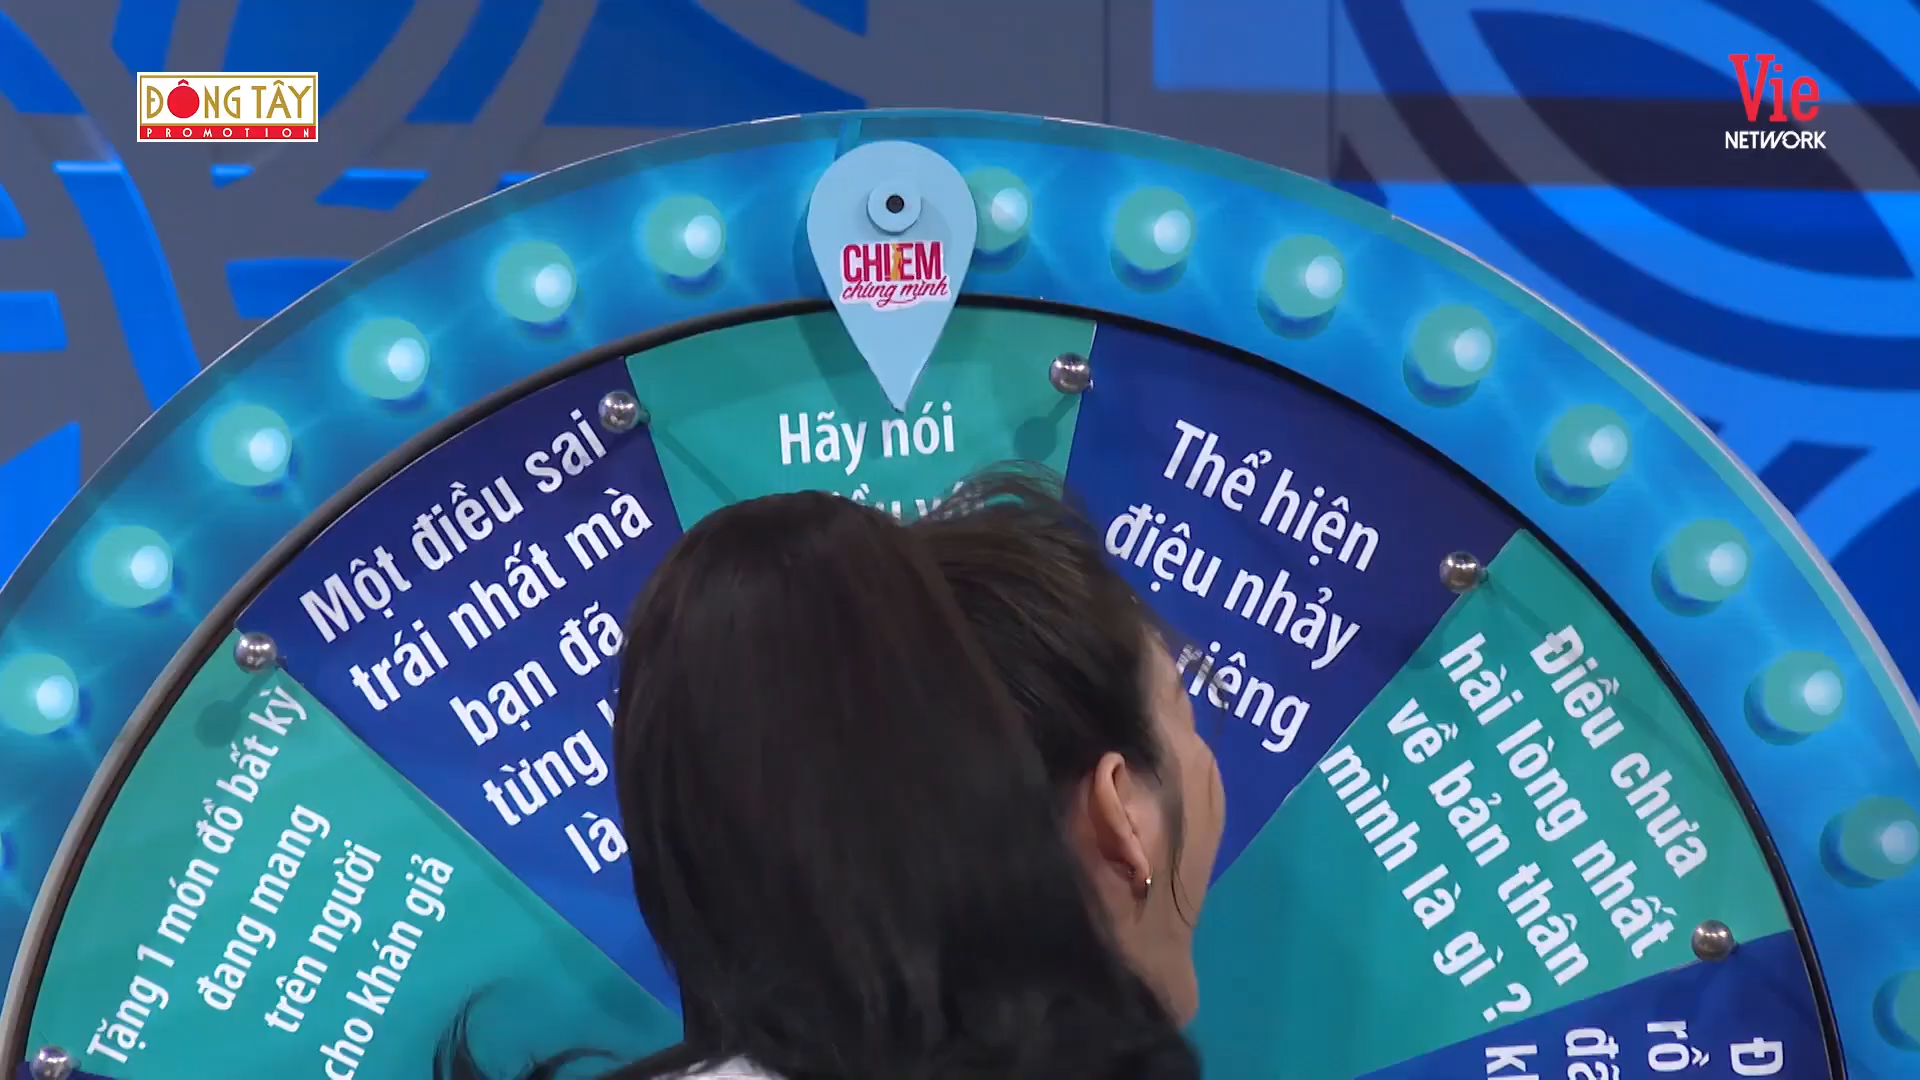 ĐÔNG TÂY
PROMOTION
Vie
NETWORK
CHỊ EM
chúng mình
Tặng 1 món đồ bất kỳ
đang mang
trên người
cho khán giả
Một điều sai
trái nhất mà
bạn đã
từng
là
Hãy nói
Thể hiện
điệu nhảy
riêng
Điều chưa
hài lòng nhất
về bản thân
mình là gì ?